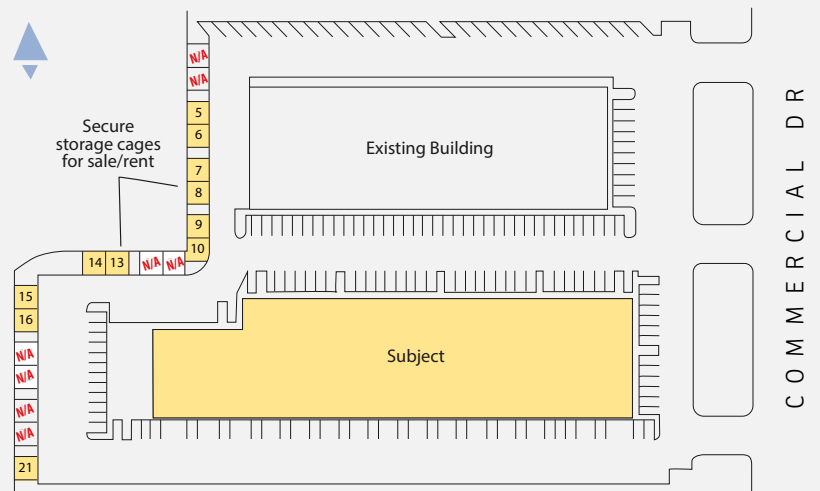 N/A
N/A
5
6
7
8
9
10
Secure
storage cages
for sale/rent
14 13 N/A N/A
15
16
N/A
N/A
N/A
N/A
21
Existing Building
Subject
COMMERCIAL DR